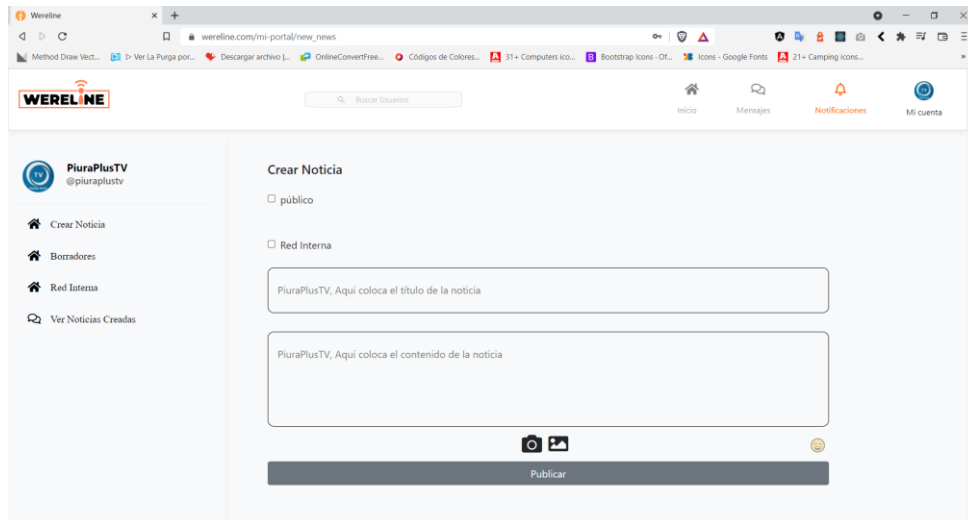 Wereline
wereline.com/mi-portal/new_news
Method Draw Vect...
Ver La Purga por...
Descargar archivo |...
OnlineConvertFree...
Códigos de Colores...
31+ Computers ico...
Bootstrap Icons · Of...
Icons - Google Fonts
21+ Camping icons...
WERELINE
Buscar Usuarios
Inicio
Mensajes
Notificaciones
Mi cuenta
TV
PiuraPlusTV
@piuraplustv
Crear Noticia
Borradores
Red Interna
Ver Noticias Creadas
Crear Noticia
público
Red Interna
PiuraPlusTV, Aqui coloca el título de la noticia
PiuraPlusTV, Aqui coloca el contenido de la noticia
Publicar